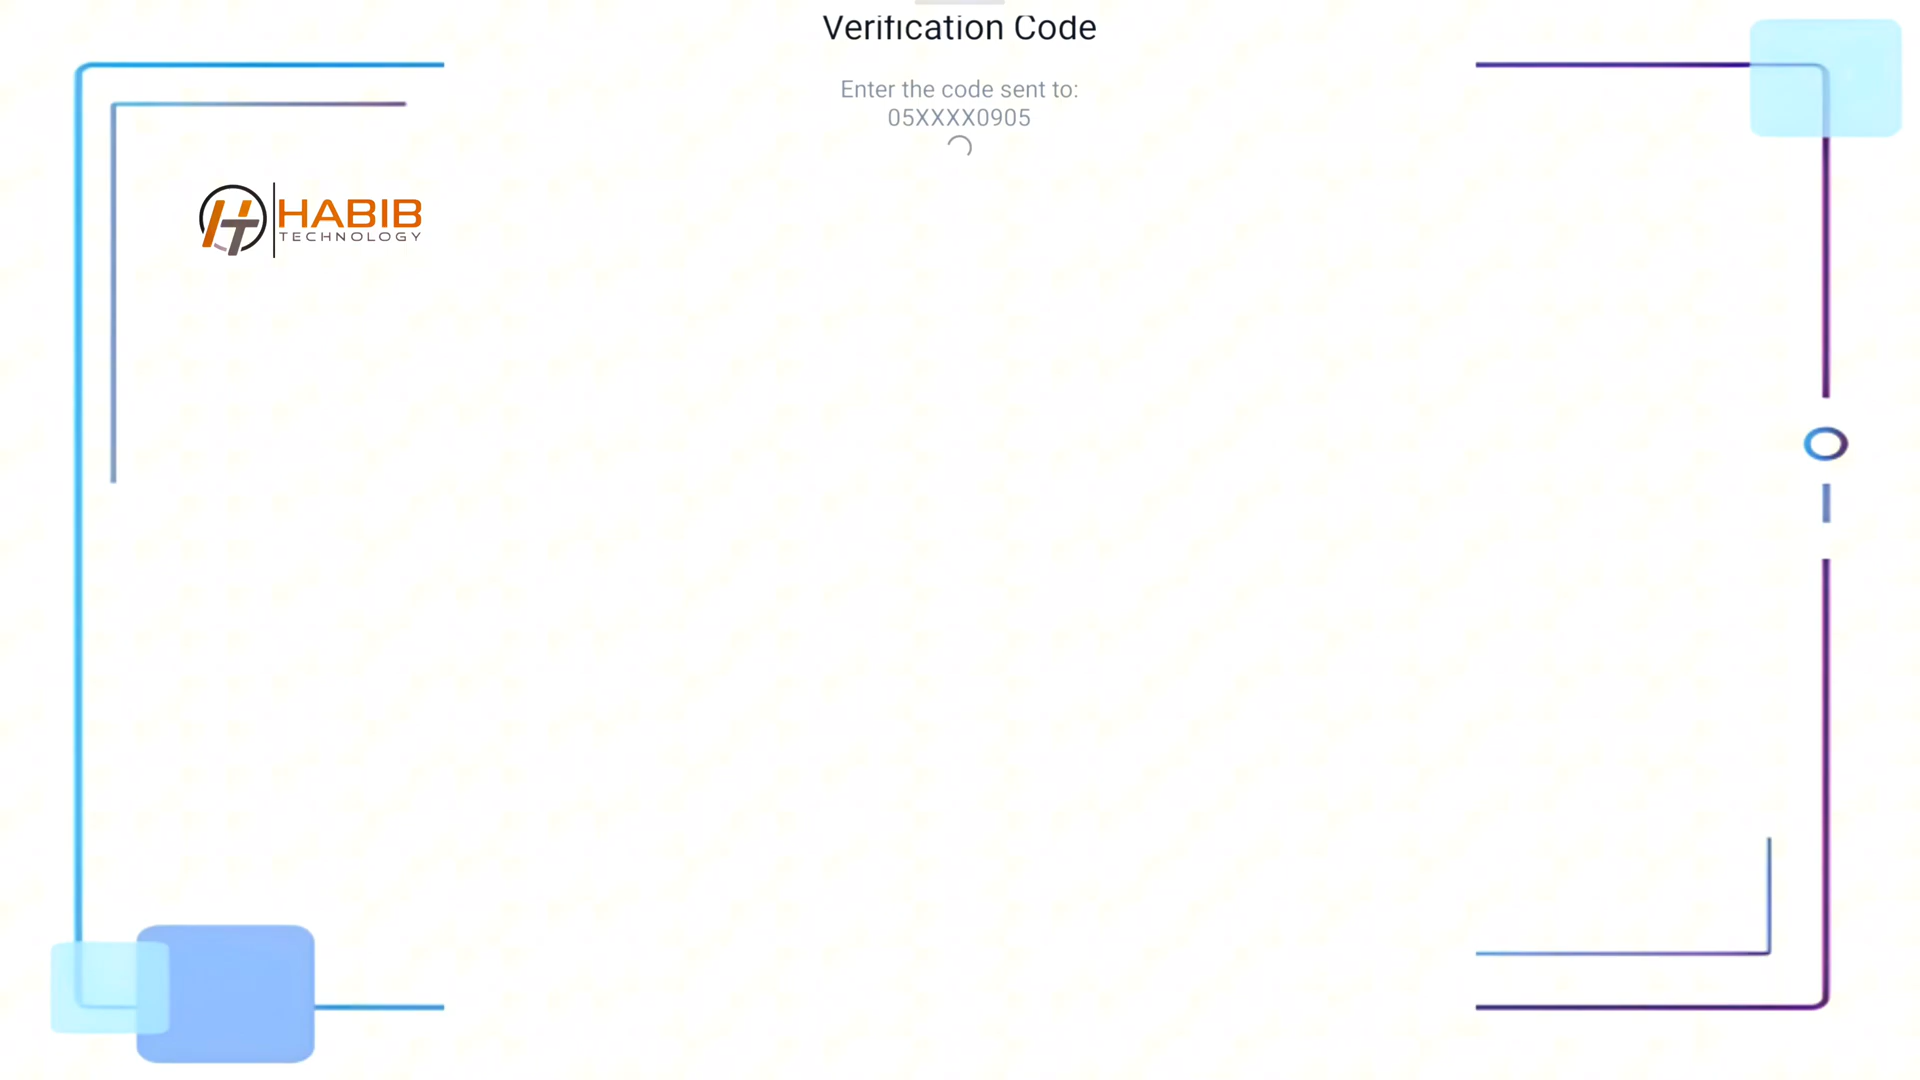 Verification Code
Enter the code sent to:
05XXXX0905
HABIB
TECHNOLOGY